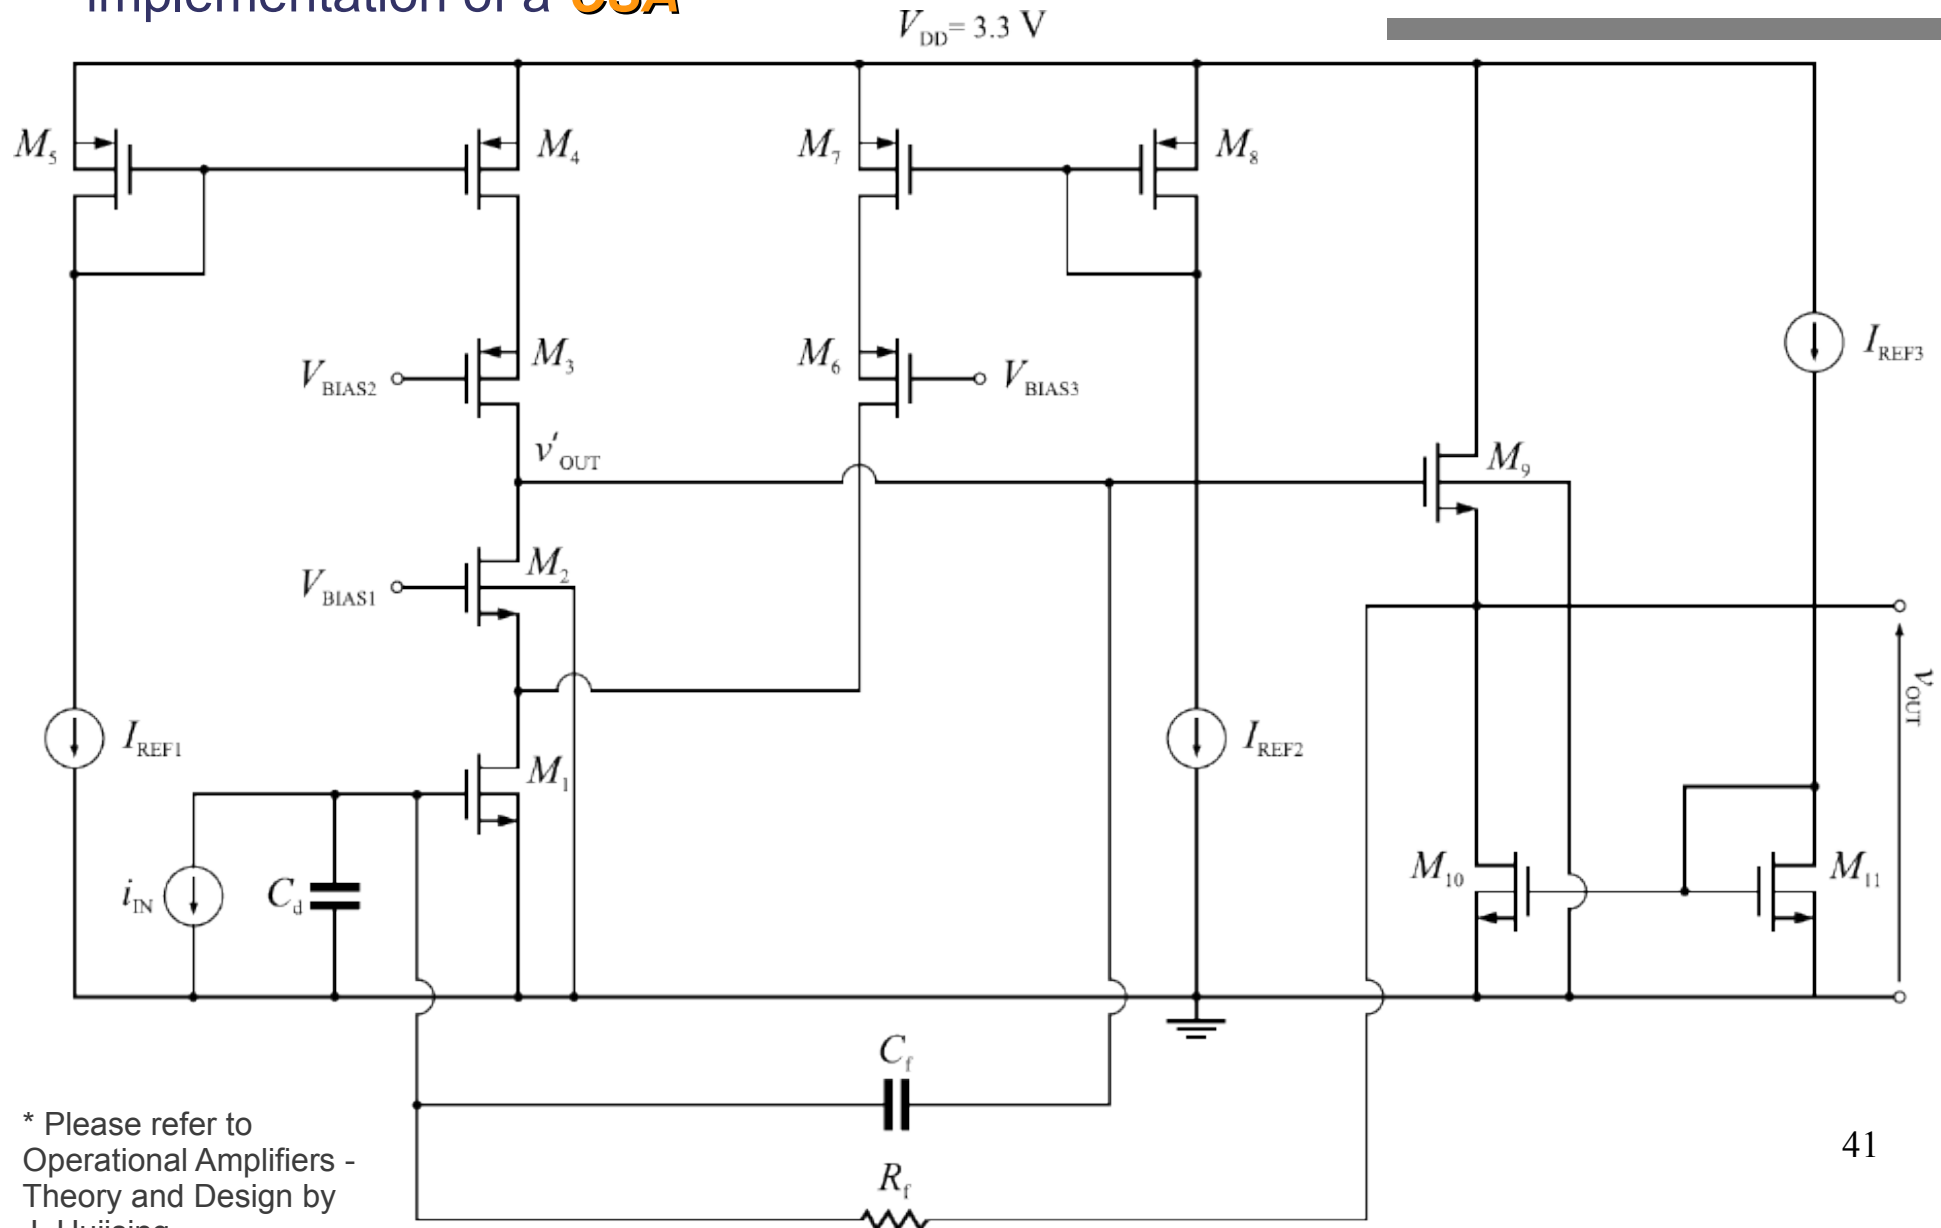 implementation of a CSA
V_DD = 3.3 V
M_5
M_4
M_7
M_8
V_BIAS2
M_3
M_6
V_BIAS3
I_REF3
v'_OUT
M_9
V_BIAS1
M_2
I_REF1
M_1
I_REF2
v_OUT
i_IN
C_d
M_10
M_11
C_f
R_f
* Please refer to
Operational Amplifiers -
Theory and Design by
41